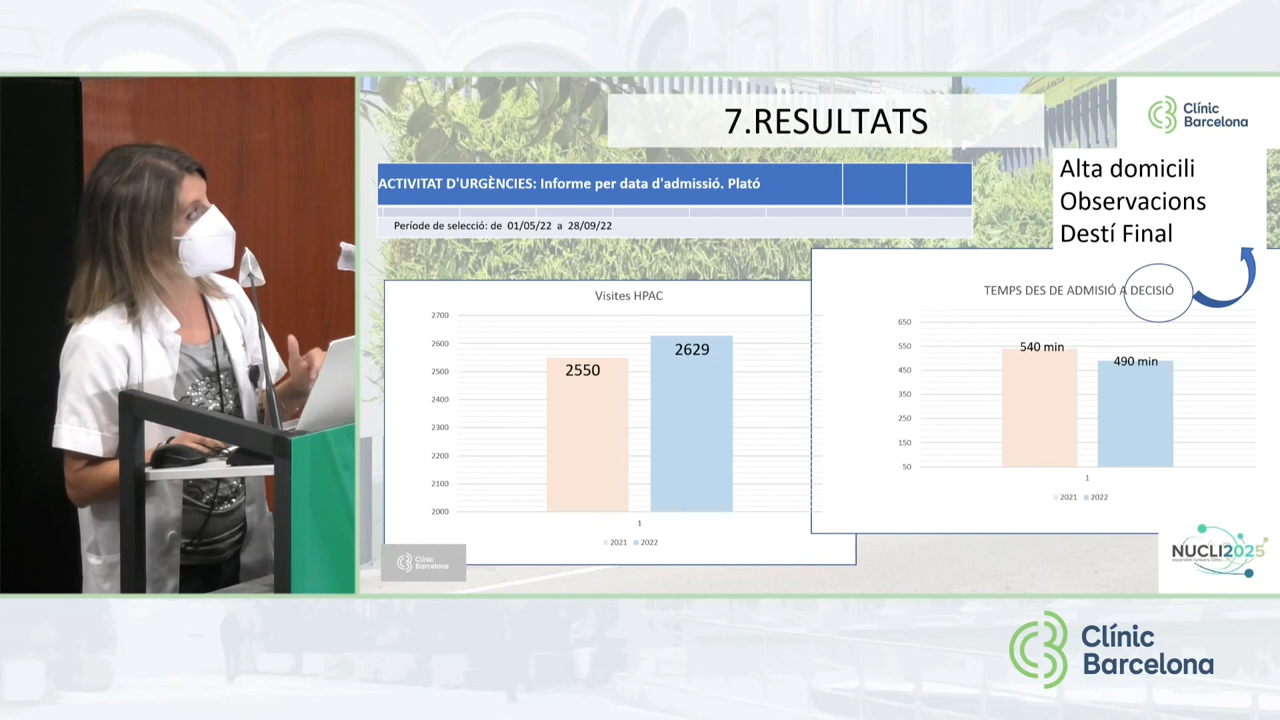 7.RESULTATS
Clínic
Barcelona
ACTIVITAT D'URGÈNCIES: Informe per data d'admissió. Plató
Període de selecció: de 01/05/22 a 28/09/22
Alta domicili
Observacions
Destí Final
Visites HPAC
2700
2600
2500
2400
2300
2200
2100
2000
2550
2629
1
2021 2022
TEMPS DES DE ADMISIÓ A DECISIÓ
650
550
450
350
250
150
50
540 min
490 min
1
2021 2022
Clínic
Barcelona
NUCLI2025
Clínic
Barcelona